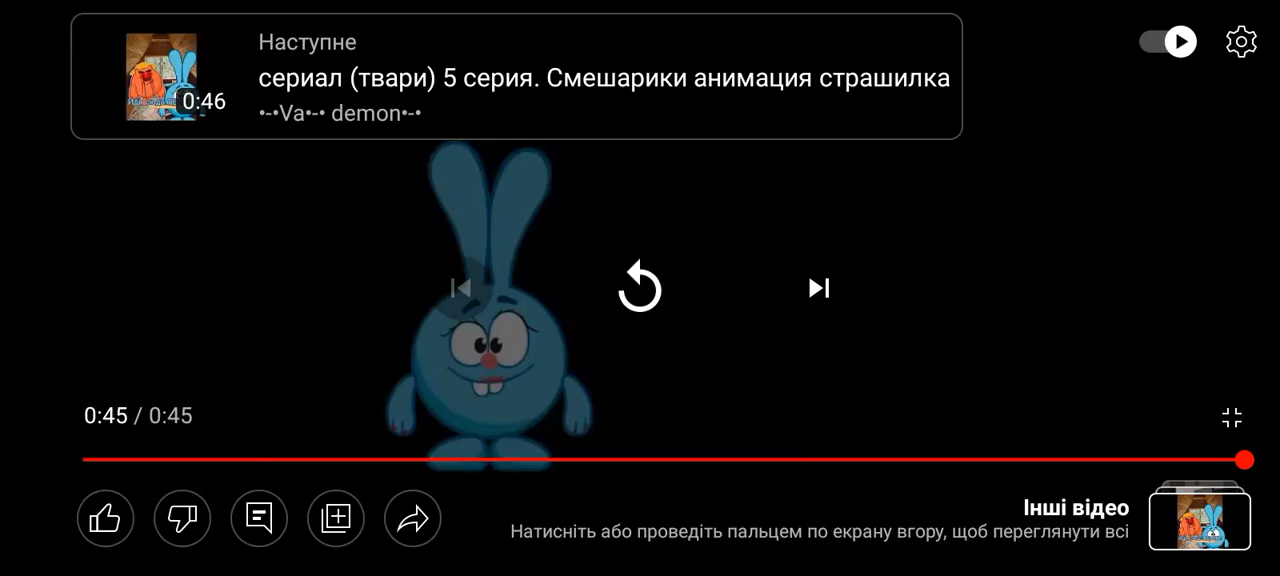 Наступне
сериал (твари) 5 серия. Смешарики анимация страшилка
•-•Va•-• demon•-•
0:46
0:45 / 0:45
Інші відео
Натисніть або проведіть пальцем по екрану вгору, щоб переглянути всі